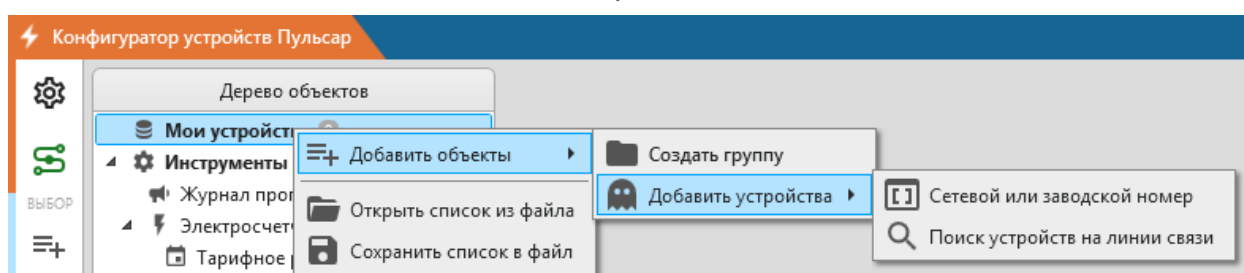 Конфигуратор устройств Пульсар
Дерево объектов
Мои устройст
Инструменты
Журнал прог
Электросчет
Тарифное
ВЫБОР
Добавить объекты
Открыть список из файла
Сохранить список в файл
Создать группу
Добавить устройства
Сетевой или заводской номер
Поиск устройств на линии связи